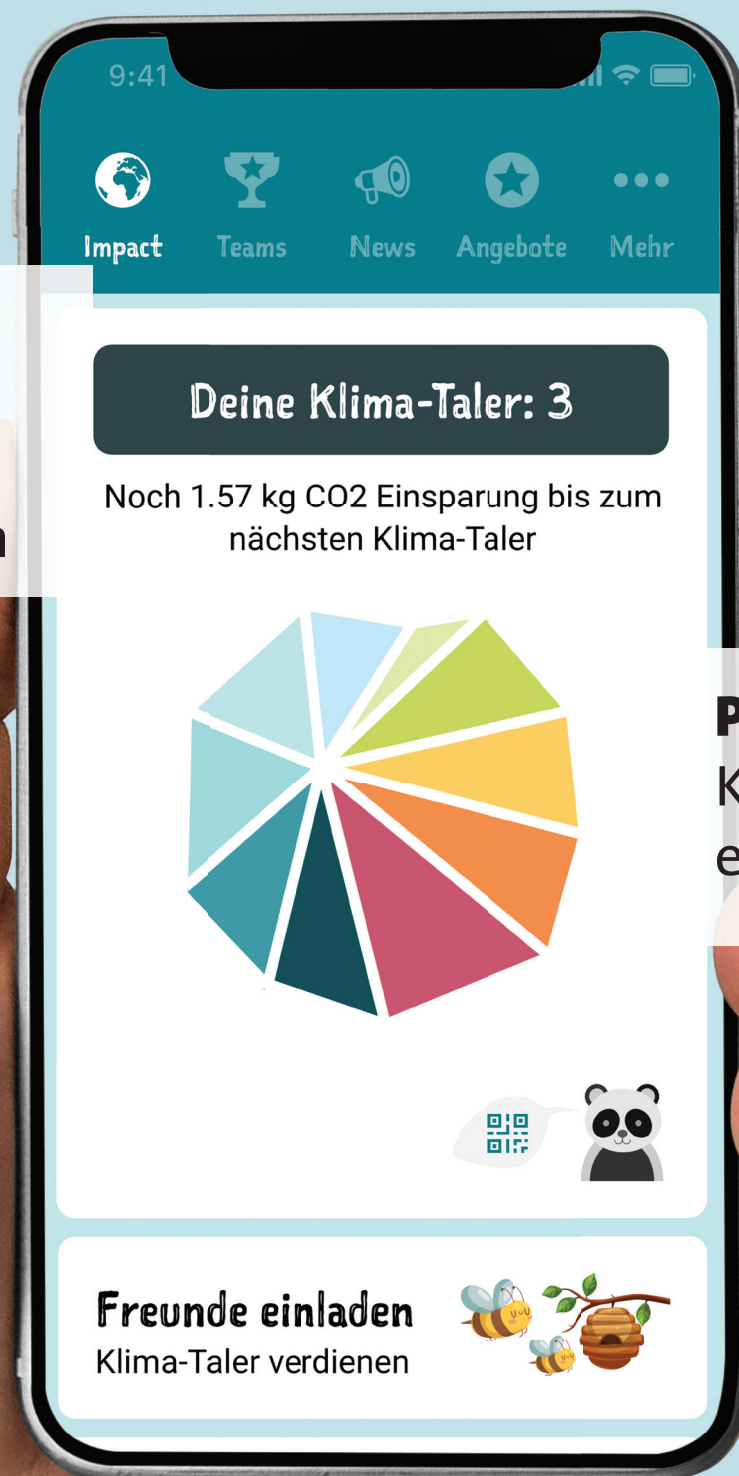 9:41
Impact Teams News Angebote Mehr
Deine Klima-Taler: 3
Noch 1.57 kg CO2 Einsparung bis zum
nächsten Klima-Taler
Freunde einladen
Klima-Taler verdienen